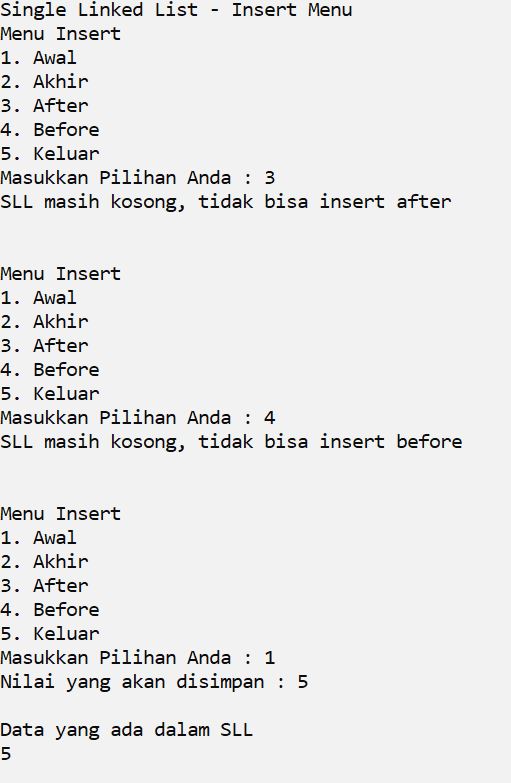 Single Linked List - Insert Menu
Menu Insert
1. Awal
2. Akhir
3. After
4. Before
5. Keluar
Masukkan Pilihan Anda : 3
SLL masih kosong, tidak bisa insert after
Menu Insert
1. Awal
2. Akhir
3. After
4. Before
5. Keluar
Masukkan Pilihan Anda : 4
SLL masih kosong, tidak bisa insert before
Menu Insert
1. Awal
2. Akhir
3. After
4. Before
5. Keluar
Masukkan Pilihan Anda : 1
Nilai yang akan disimpan : 5
Data yang ada dalam SLL
5